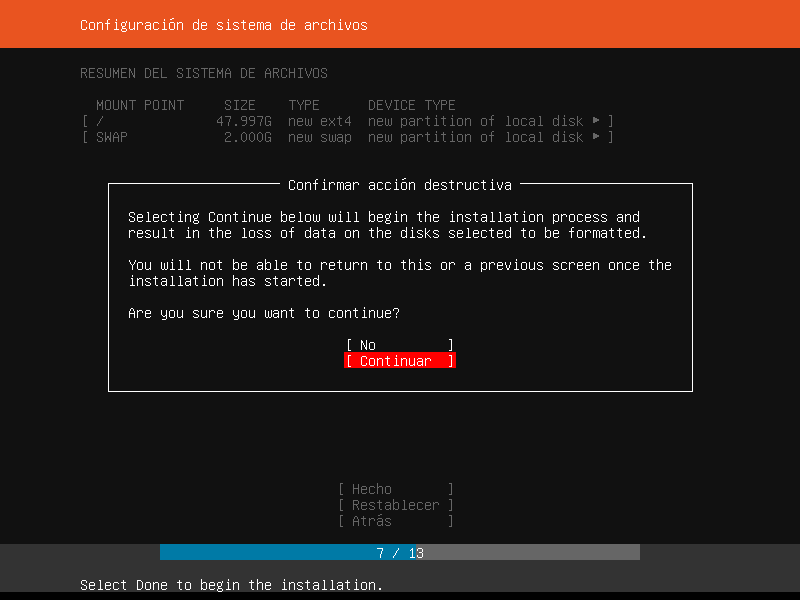 Configuración de sistema de archivos
RESUMEN DEL SISTEMA DE ARCHIVOS
MOUNT POINT SIZE TYPE DEVICE TYPE
[ / 47.997G new ext4 new partition of local disk ▸ ]
[ SWAP 2.000G new swap new partition of local disk ▸ ]
Confirmar acción destructiva
Selecting Continue below will begin the installation process and
result in the loss of data on the disks selected to be formatted.
You will not be able to return to this or a previous screen once the
installation has started.
Are you sure you want to continue?
[ No ]
[ Continuar ]
[ Hecho ]
[ Restablecer ]
[ Atrás ]
7 / 13
Select Done to begin the installation.